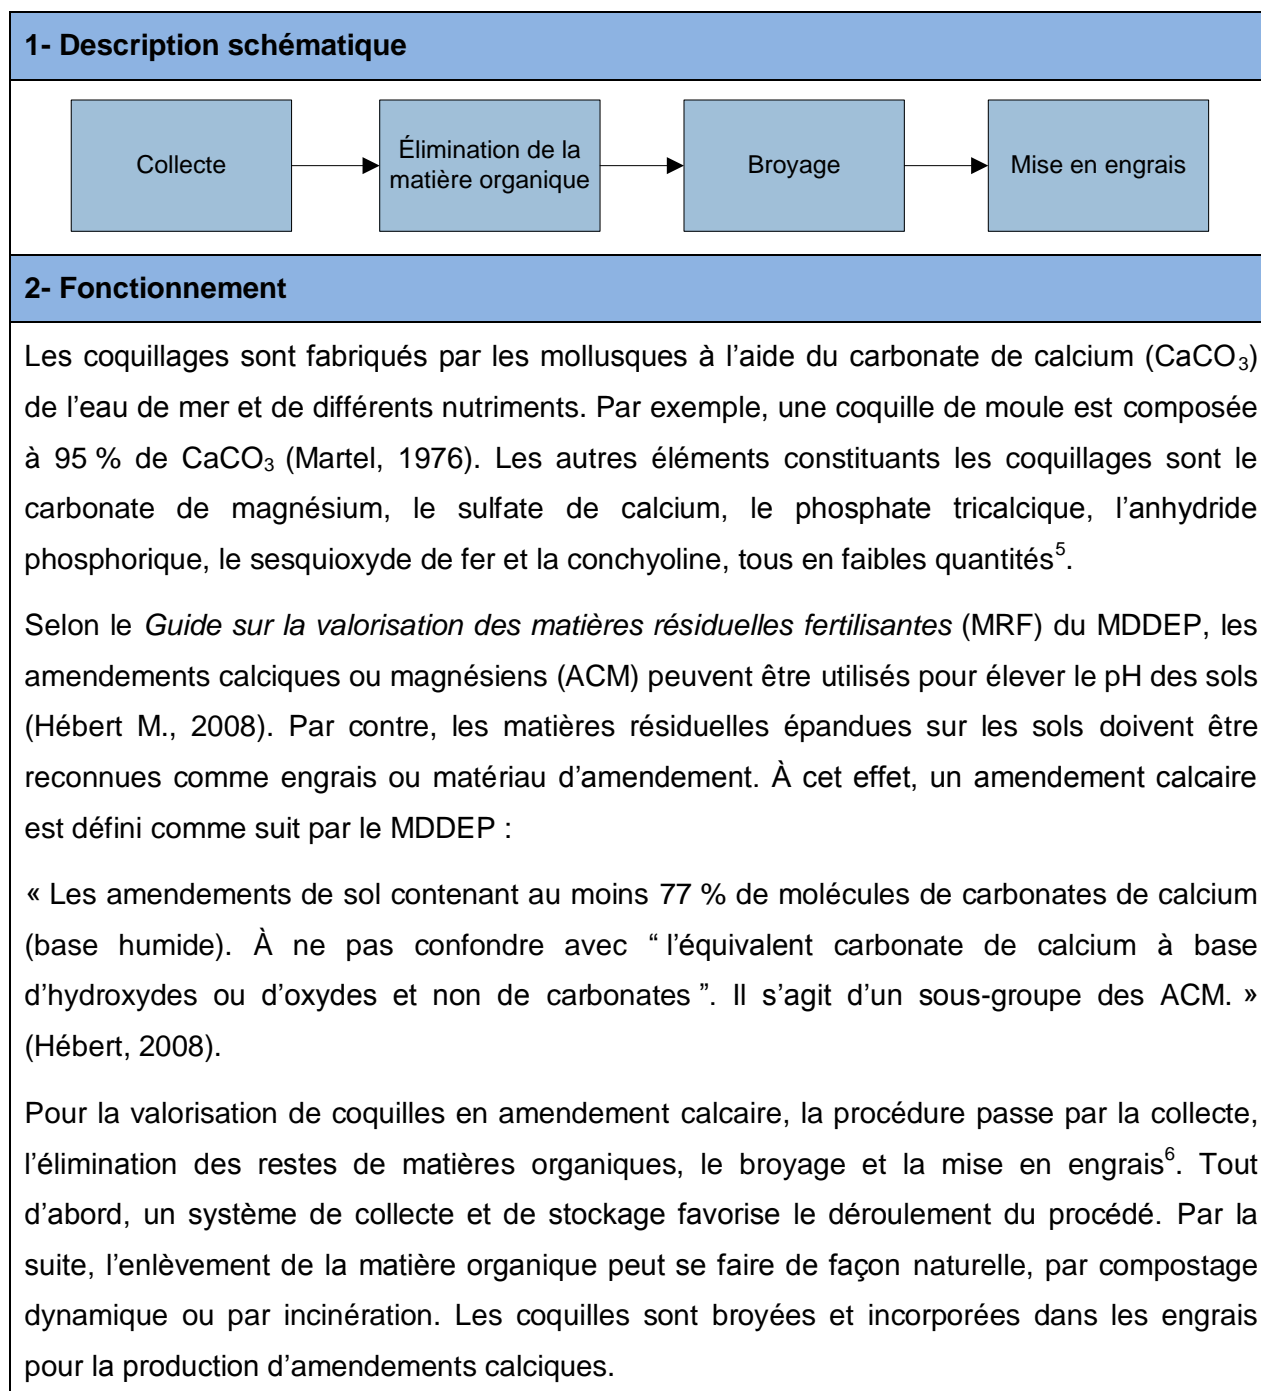 1- Description schématique
Collecte
Élimination de la
matière organique
Broyage
Mise en engrais
2- Fonctionnement
Les coquillages sont fabriqués par les mollusques à l’aide du carbonate de calcium (CaCO₃)
de l’eau de mer et de différents nutriments. Par exemple, une coquille de moule est composée
à 95 % de CaCO₃ (Martel, 1976). Les autres éléments constituants les coquillages sont le
carbonate de magnésium, le sulfate de calcium, le phosphate tricalcique, l’anhydride
phosphorique, le sesquioxyde de fer et la conchyoline, tous en faibles quantités⁵.
Selon le Guide sur la valorisation des matières résiduelles fertilisantes (MRF) du MDDEP, les
amendements calciques ou magnésiens (ACM) peuvent être utilisés pour élever le pH des sols
(Hébert M., 2008). Par contre, les matières résiduelles épandues sur les sols doivent être
reconnues comme engrais ou matériau d’amendement. À cet effet, un amendement calcaire
est défini comme suit par le MDDEP :
« Les amendements de sol contenant au moins 77 % de molécules de carbonates de calcium
(base humide). À ne pas confondre avec “ l’équivalent carbonate de calcium à base
d’hydroxydes ou d’oxydes et non de carbonates ”. Il s’agit d’un sous-groupe des ACM. »
(Hébert, 2008).
Pour la valorisation de coquilles en amendement calcaire, la procédure passe par la collecte,
l’élimination des restes de matières organiques, le broyage et la mise en engrais⁶. Tout
d’abord, un système de collecte et de stockage favorise le déroulement du procédé. Par la
suite, l’enlèvement de la matière organique peut se faire de façon naturelle, par compostage
dynamique ou par incinération. Les coquilles sont broyées et incorporées dans les engrais
pour la production d’amendements calciques.